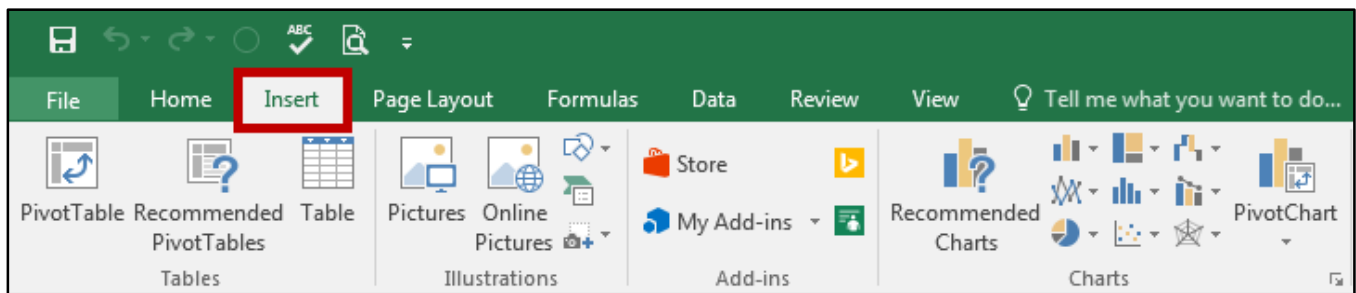 ABC
File Home Insert Page Layout Formulas Data Review View Tell me what you want to do...
PivotTable Recommended PivotTables Table Pictures Online Pictures
Store
My Add-ins
Recommended Charts
PivotChart
Tables Illustrations Add-ins Charts